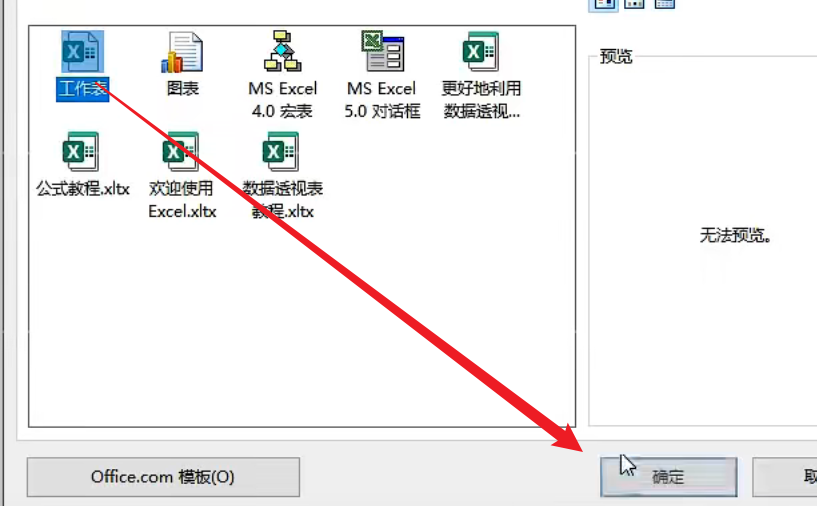 预览
工作表
图表
MS Excel
4.0 宏表
MS Excel
5.0 对话框
更好地利用
数据透视...
公式教程.xltx
欢迎使用
Excel.xltx
数据透视表
教程.xltx
无法预览。
Office.com 模板(O)
确定
取